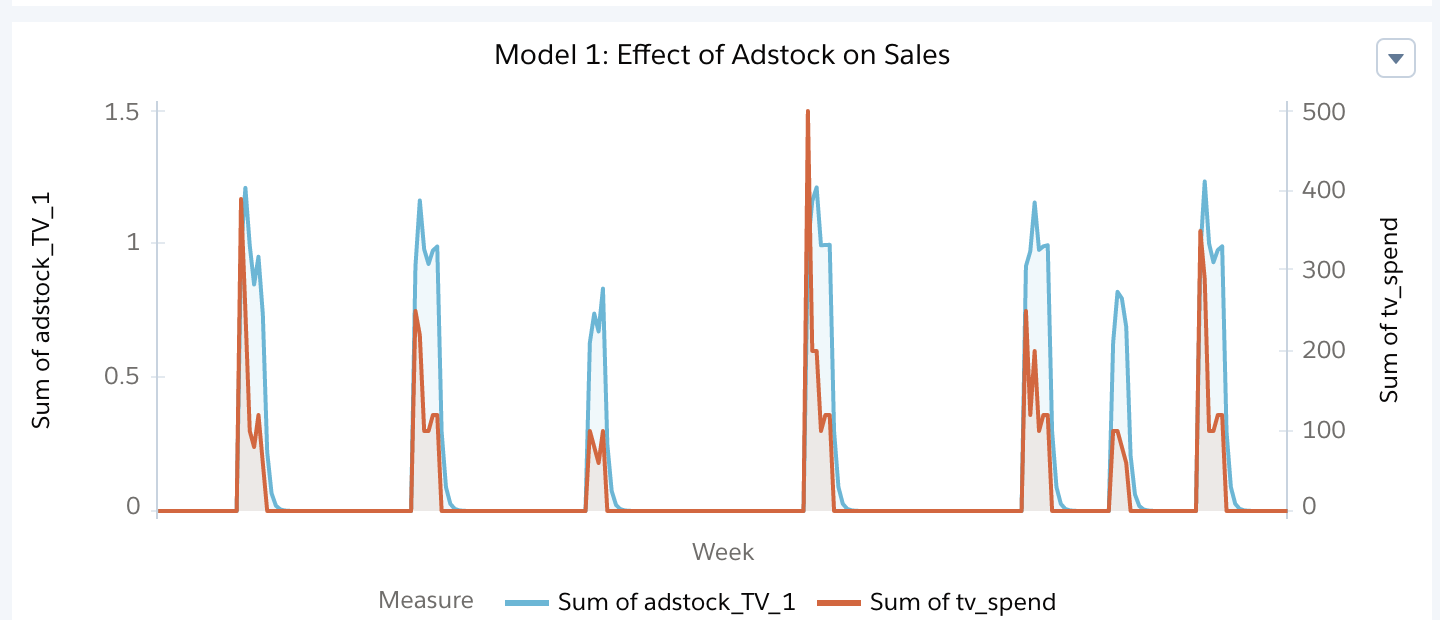 Model 1: Effect of Adstock on Sales
1.5
1
0.5
0
Sum of adstock_TV_1
500
400
300
200
100
0
Sum of tv_spend
Week
Measure Sum of adstock_TV_1 Sum of tv_spend